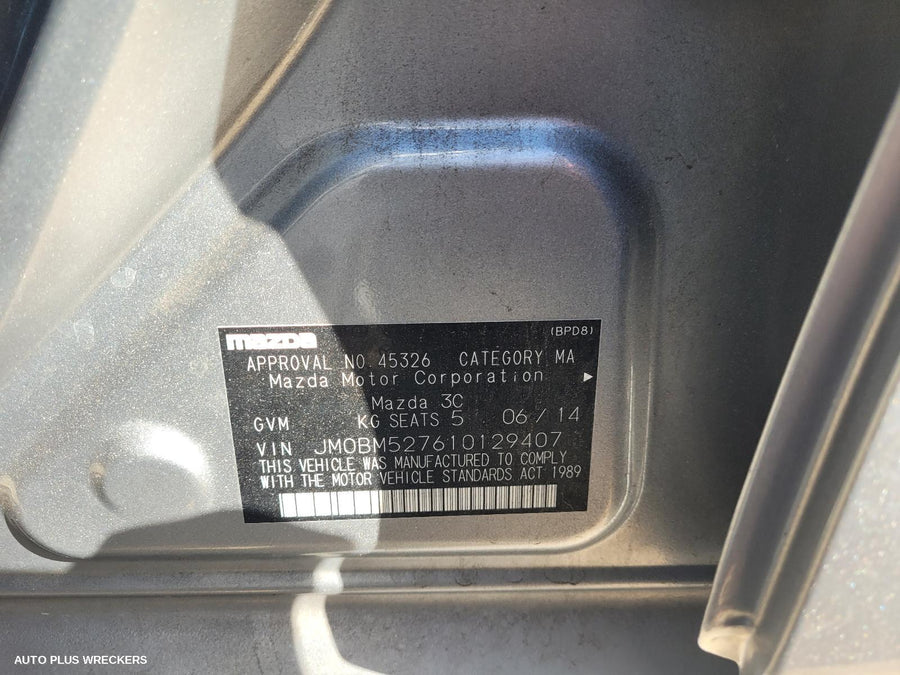 mazda (BPD8)
APPROVAL NO.45326 CATEGORY MA
Mazda Motor Corporation
Mazda 3C
GVM KG SEATS 5 06/14
VIN JM0BM527610129407
THIS VEHICLE WAS MANUFACTURED TO COMPLY
WITH THE MOTOR VEHICLE STANDARDS ACT 1989
AUTO PLUS WRECKERS